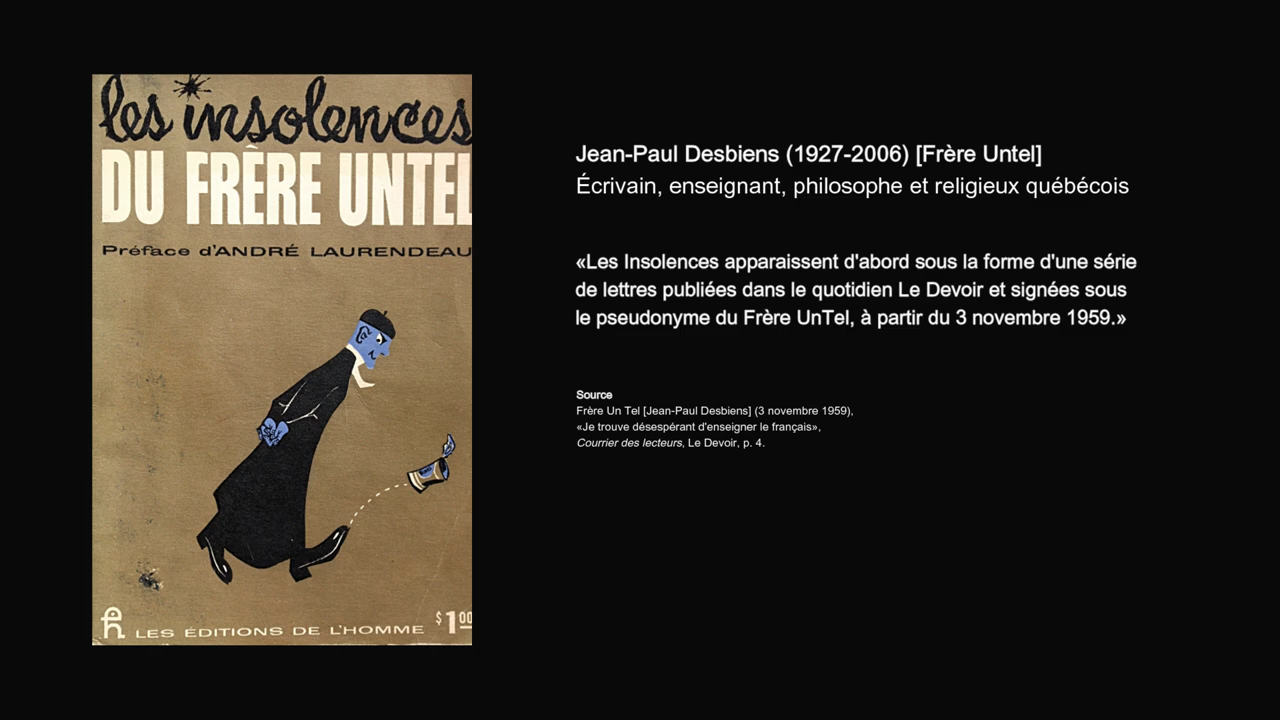 les insolences
DU FRÈRE UNTEL
Préface d'ANDRÉ LAURENDEAU
LES ÉDITIONS DE L'HOMME
$1.00
Jean-Paul Desbiens (1927-2006) [Frère Untel]
Écrivain, enseignant, philosophe et religieux québécois
«Les Insolences apparaissent d'abord sous la forme d'une série
de lettres publiées dans le quotidien Le Devoir et signées sous
le pseudonyme du Frère UnTel, à partir du 3 novembre 1959.»
Source
Frère Un Tel [Jean-Paul Desbiens] (3 novembre 1959),
«Je trouve désespérant d'enseigner le français»,
Courrier des lecteurs, Le Devoir, p. 4.